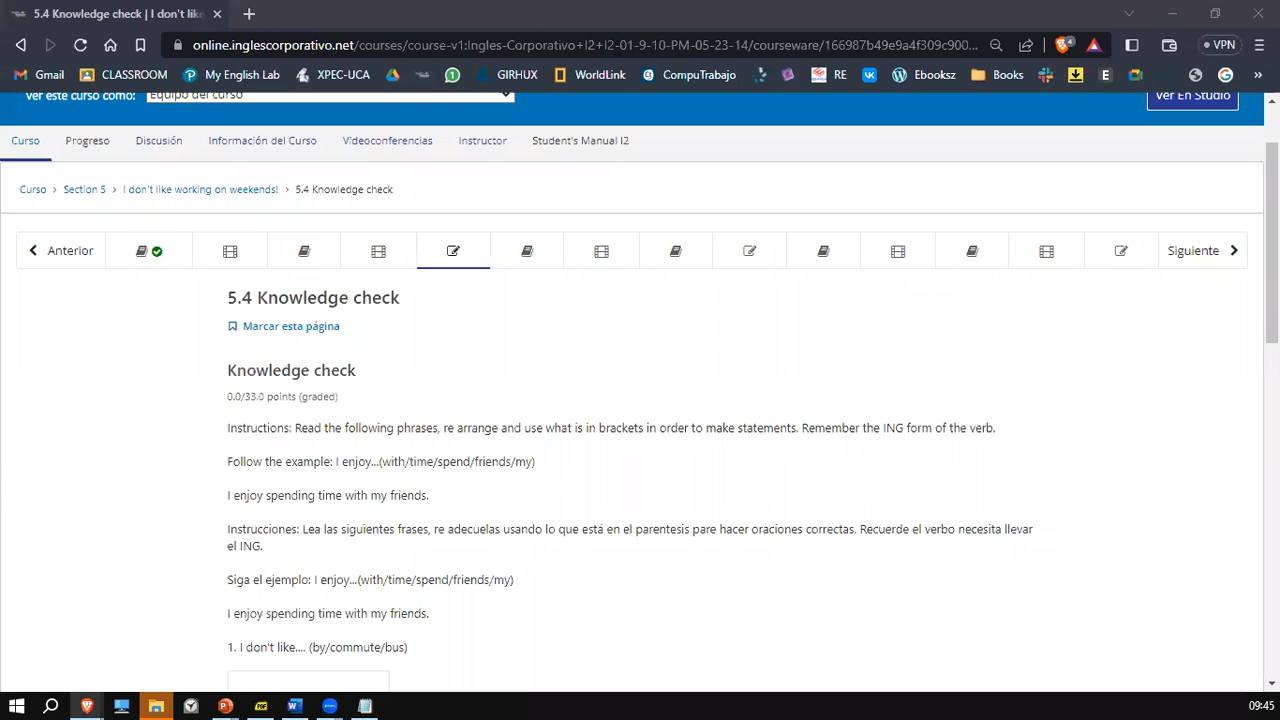 5.4 Knowledge check | I don't like
online.inglescorporativo.net/courses/course-v1:Ingles-Corporativo+I2+I2-01-9-10-PM-05-23-14/courseware/166987b49e9a4f309c900...
4
VPN
Gmail CLASSROOM My English Lab XPEC-UCA GIRHUX WorldLink CompuTrabajo RE Ebooksz Books E »
Ver este curso como: Equipo del curso Ver En Studio
Curso Progreso Discusión Información del Curso Videoconferencias Instructor Student's Manual I2
Curso > Section 5 > I don't like working on weekends! > 5.4 Knowledge check
Anterior Siguiente
5.4 Knowledge check
Marcar esta página
Knowledge check
0.0/33.0 points (graded)
Instructions: Read the following phrases, re arrange and use what is in brackets in order to make statements. Remember the ING form of the verb.
Follow the example: I enjoy...(with/time/spend/friends/my)
I enjoy spending time with my friends.
Instrucciones: Lea las siguientes frases, re adecuelas usando lo que está en el parentesis pare hacer oraciones correctas. Recuerde el verbo necesita llevar
el ING.
Siga el ejemplo: I enjoy...(with/time/spend/friends/my)
I enjoy spending time with my friends.
1. I don't like.... (by/commute/bus)
09:45